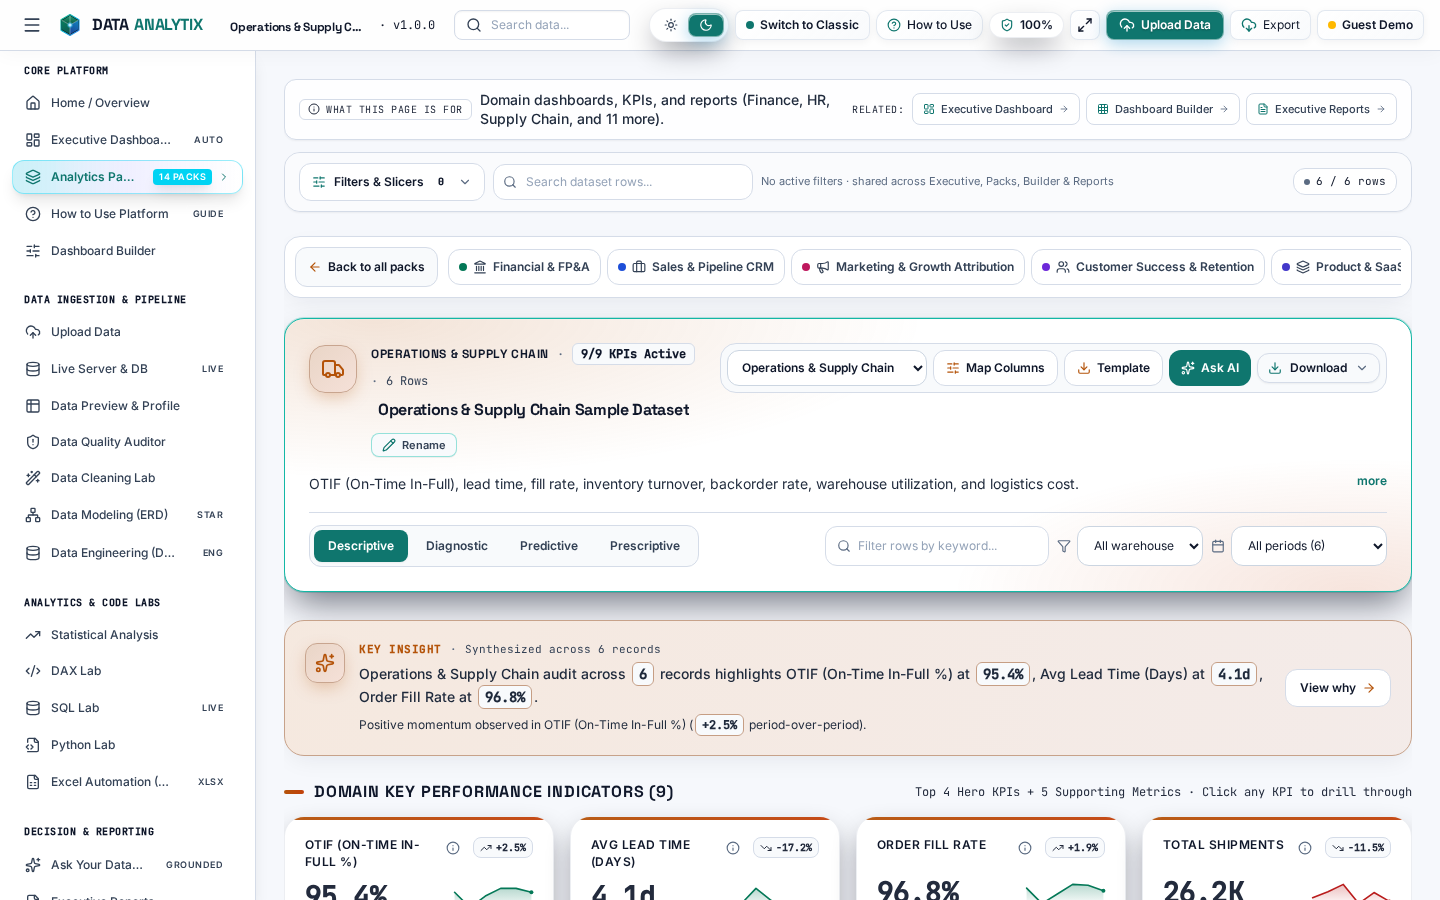 DATA ANALYTIX
Operations & Supply C... · v1.0.0
Search data...
Switch to Classic
How to Use
100%
Upload Data
Export
Guest Demo
CORE PLATFORM
Home / Overview
Executive Dashboa... AUTO
Analytics Pa... 14 PACKS
How to Use Platform GUIDE
Dashboard Builder
DATA INGESTION & PIPELINE
Upload Data
Live Server & DB LIVE
Data Preview & Profile
Data Quality Auditor
Data Cleaning Lab
Data Modeling (ERD) STAR
Data Engineering (D... ENG
ANALYTICS & CODE LABS
Statistical Analysis
DAX Lab
SQL Lab LIVE
Python Lab
Excel Automation (... XLSX
DECISION & REPORTING
Ask Your Data... GROUNDED
Executive Reports
WHAT THIS PAGE IS FOR
Domain dashboards, KPIs, and reports (Finance, HR,
Supply Chain, and 11 more).
RELATED:
Executive Dashboard →
Dashboard Builder →
Executive Reports →
Filters & Slicers 0
Search dataset rows...
No active filters · shared across Executive, Packs, Builder & Reports
6 / 6 rows
← Back to all packs
Financial & FP&A
Sales & Pipeline CRM
Marketing & Growth Attribution
Customer Success & Retention
Product & SaaS
OPERATIONS & SUPPLY CHAIN · 9/9 KPIs Active
· 6 Rows
Operations & Supply Chain Sample Dataset
Rename
Operations & Supply Chain
Map Columns
Template
Ask AI
Download
OTIF (On-Time In-Full), lead time, fill rate, inventory turnover, backorder rate, warehouse utilization, and logistics cost.
more
Descriptive
Diagnostic
Predictive
Prescriptive
Filter rows by keyword...
All warehouse
All periods (6)
KEY INSIGHT · Synthesized across 6 records
Operations & Supply Chain audit across 6 records highlights OTIF (On-Time In-Full %) at 95.4% , Avg Lead Time (Days) at 4.1d ,
Order Fill Rate at 96.8% .
Positive momentum observed in OTIF (On-Time In-Full %) ( +2.5% period-over-period).
View why →
DOMAIN KEY PERFORMANCE INDICATORS (9)
Top 4 Hero KPIs + 5 Supporting Metrics · Click any KPI to drill through
OTIF (ON-TIME IN-
FULL %)
+2.5%
95.4%
AVG LEAD TIME
(DAYS)
-17.2%
4.1d
ORDER FILL RATE
+1.9%
96.8%
TOTAL SHIPMENTS
-11.5%
26.2K